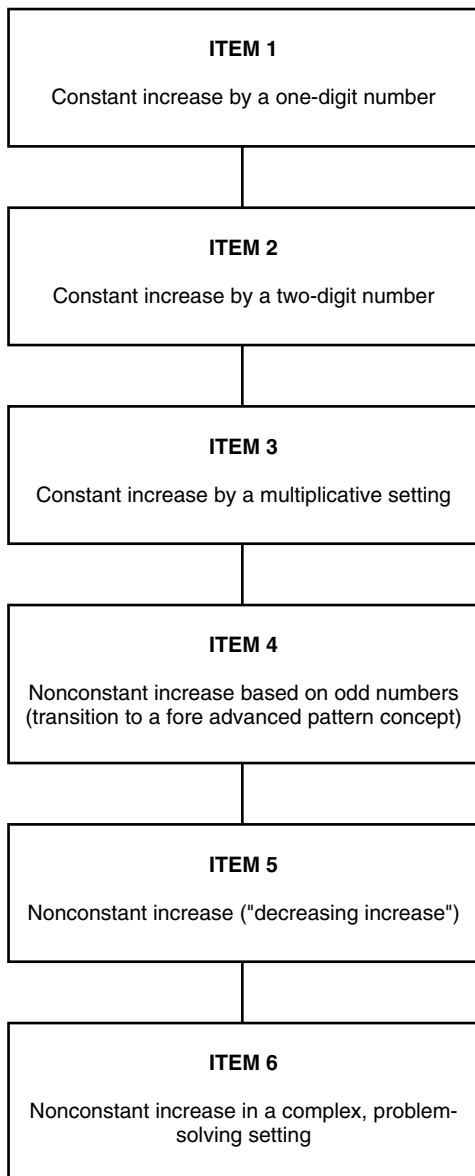 ITEM 1
Constant increase by a one-digit number
ITEM 2
Constant increase by a two-digit number
ITEM 3
Constant increase by a multiplicative setting
ITEM 4
Nonconstant increase based on odd numbers
(transition to a fore advanced pattern concept)
ITEM 5
Nonconstant increase ("decreasing increase")
ITEM 6
Nonconstant increase in a complex, problem-
solving setting